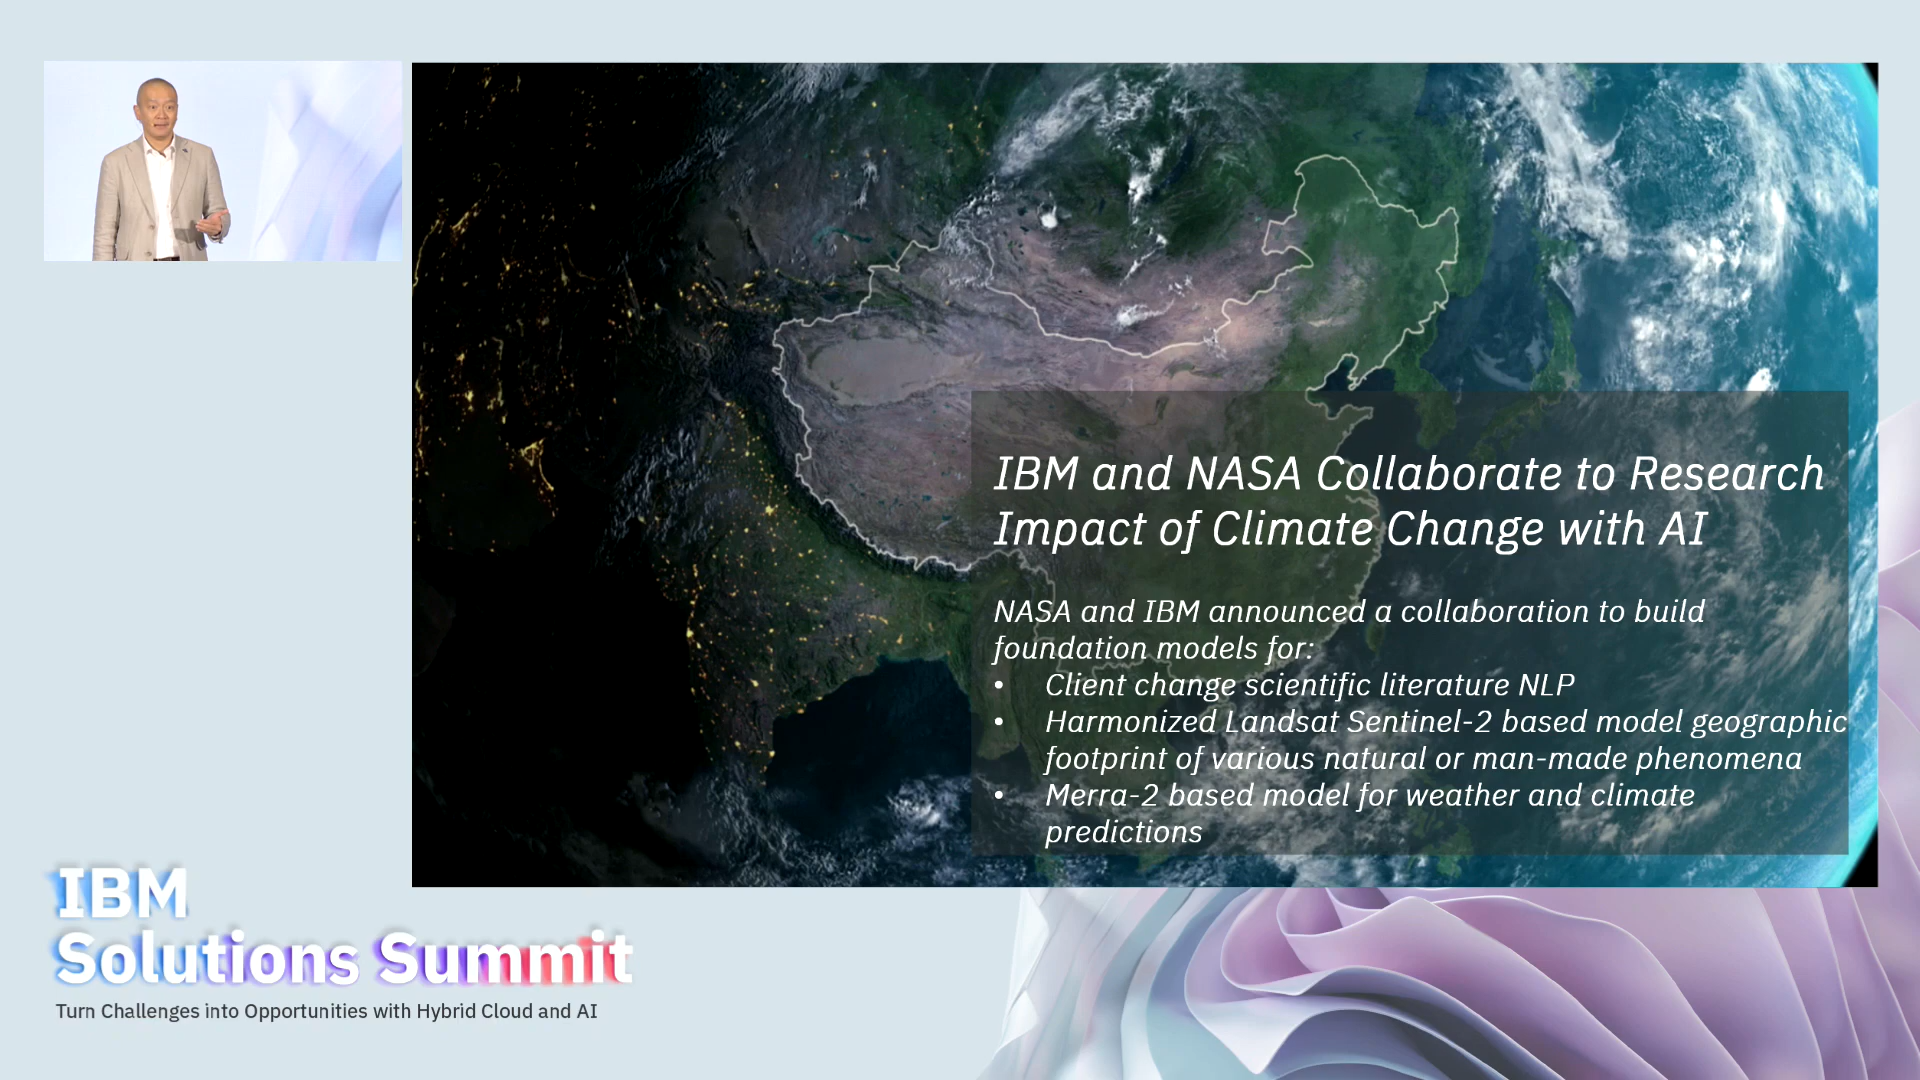 IBM and NASA Collaborate to Research
Impact of Climate Change with AI
NASA and IBM announced a collaboration to build
foundation models for:
• Client change scientific literature NLP
• Harmonized Landsat Sentinel-2 based model geographic
footprint of various natural or man-made phenomena
• Merra-2 based model for weather and climate
predictions
IBM
Solutions Summit
Turn Challenges into Opportunities with Hybrid Cloud and AI